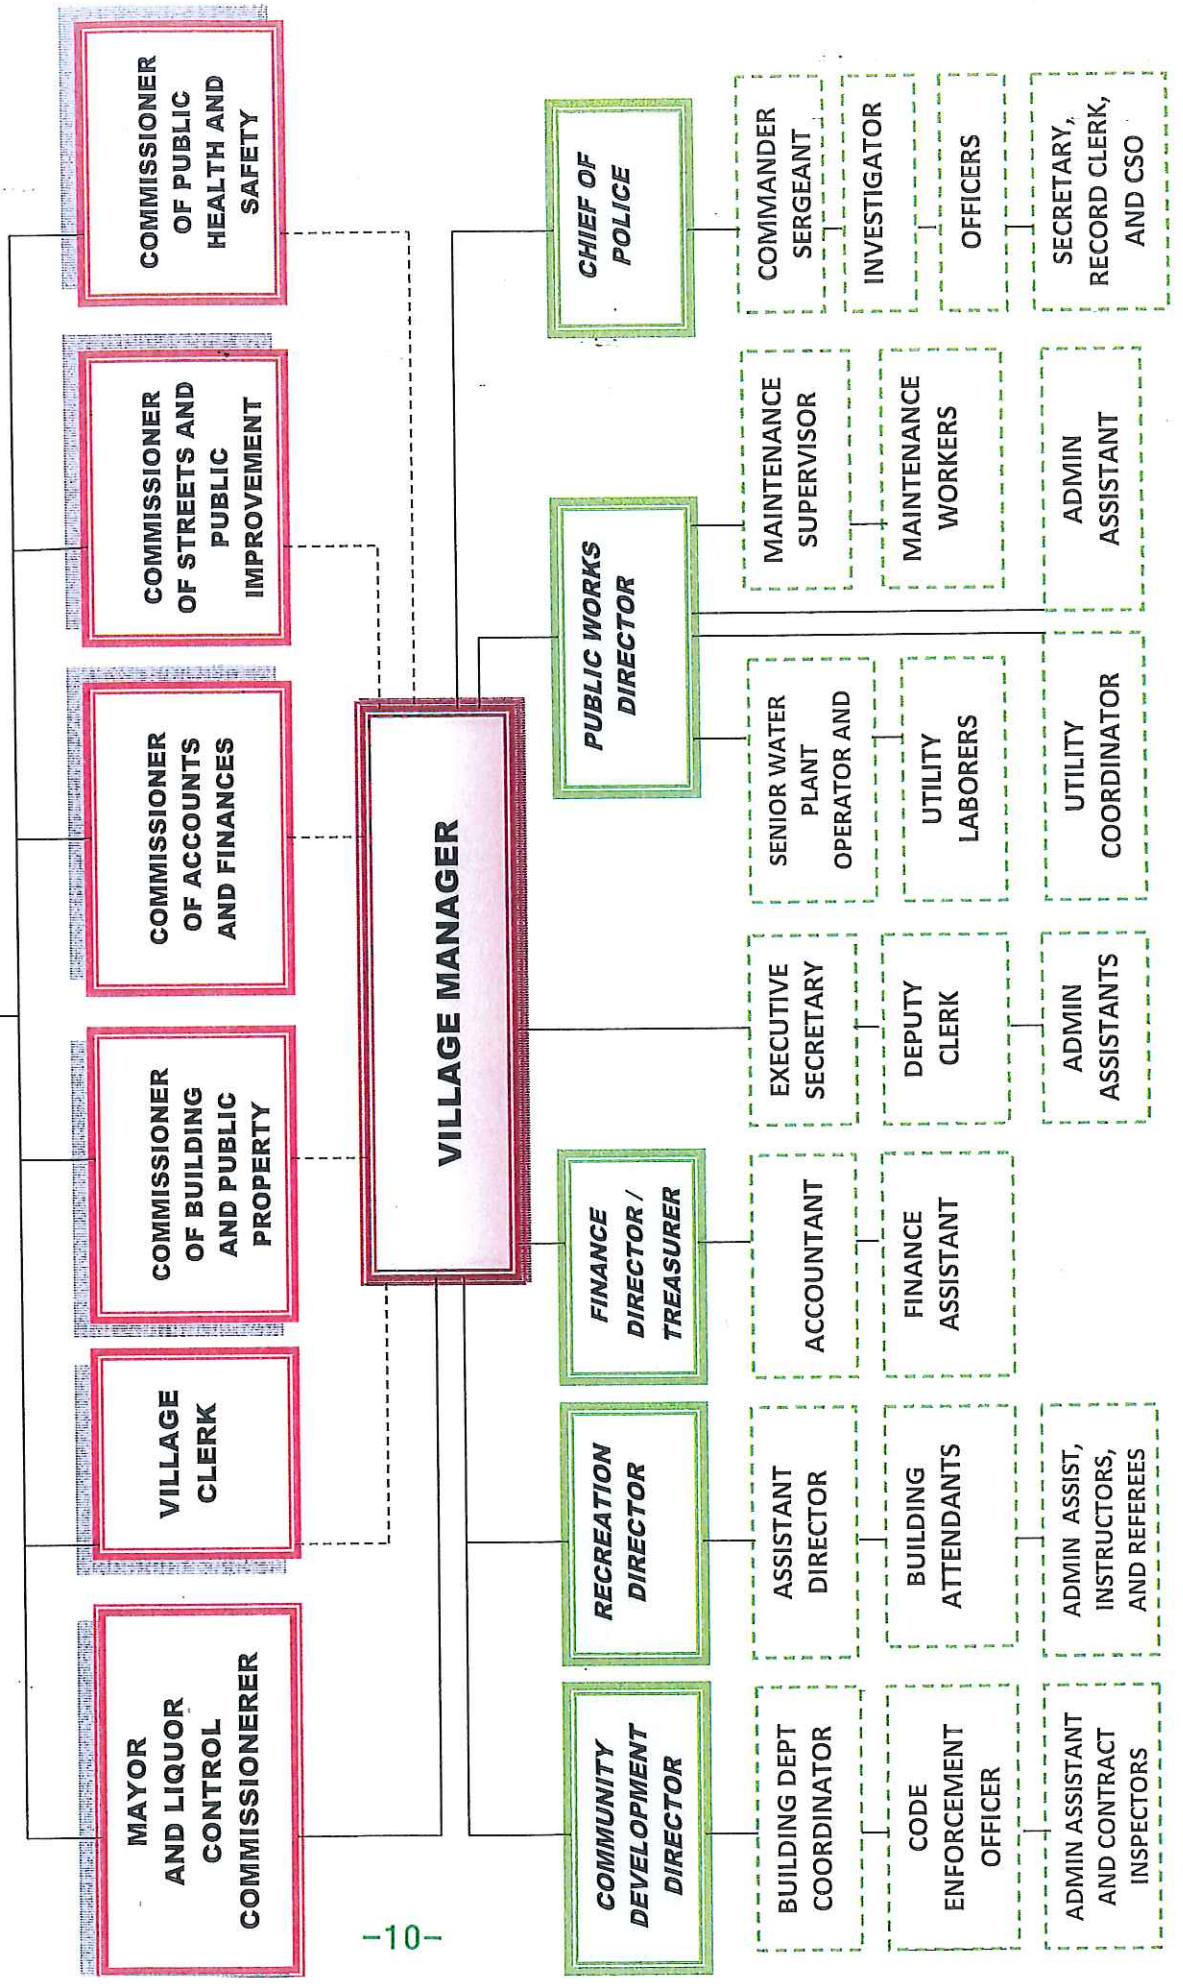 MAYOR
AND LIQUOR
CONTROL
COMMISSIONER
VILLAGE
CLERK
COMMISSIONER
OF BUILDING
AND PUBLIC
PROPERTY
COMMISSIONER
OF ACCOUNTS
AND FINANCES
COMMISSIONER
OF STREETS AND
PUBLIC
IMPROVEMENT
COMMISSIONER
OF PUBLIC
HEALTH AND
SAFETY
VILLAGE MANAGER
COMMUNITY
DEVELOPMENT
DIRECTOR
RECREATION
DIRECTOR
FINANCE
DIRECTOR /
TREASURER
PUBLIC WORKS
DIRECTOR
CHIEF OF
POLICE
BUILDING DEPT
COORDINATOR
CODE
ENFORCEMENT
OFFICER
ADMIN ASSISTANT
AND CONTRACT
INSPECTORS
ASSISTANT
DIRECTOR
BUILDING
ATTENDANTS
ADMIN ASSIST,
INSTRUCTORS,
AND REFEREES
ACCOUNTANT
FINANCE
ASSISTANT
EXECUTIVE
SECRETARY
DEPUTY
CLERK
ADMIN
ASSISTANTS
SENIOR WATER
PLANT
OPERATOR AND
UTILITY
LABORERS
UTILITY
COORDINATOR
MAINTENANCE
SUPERVISOR
MAINTENANCE
WORKERS
ADMIN
ASSISTANT
COMMANDER
SERGEANT
INVESTIGATOR
OFFICERS
SECRETARY,
RECORD CLERK,
AND CSO
-10-